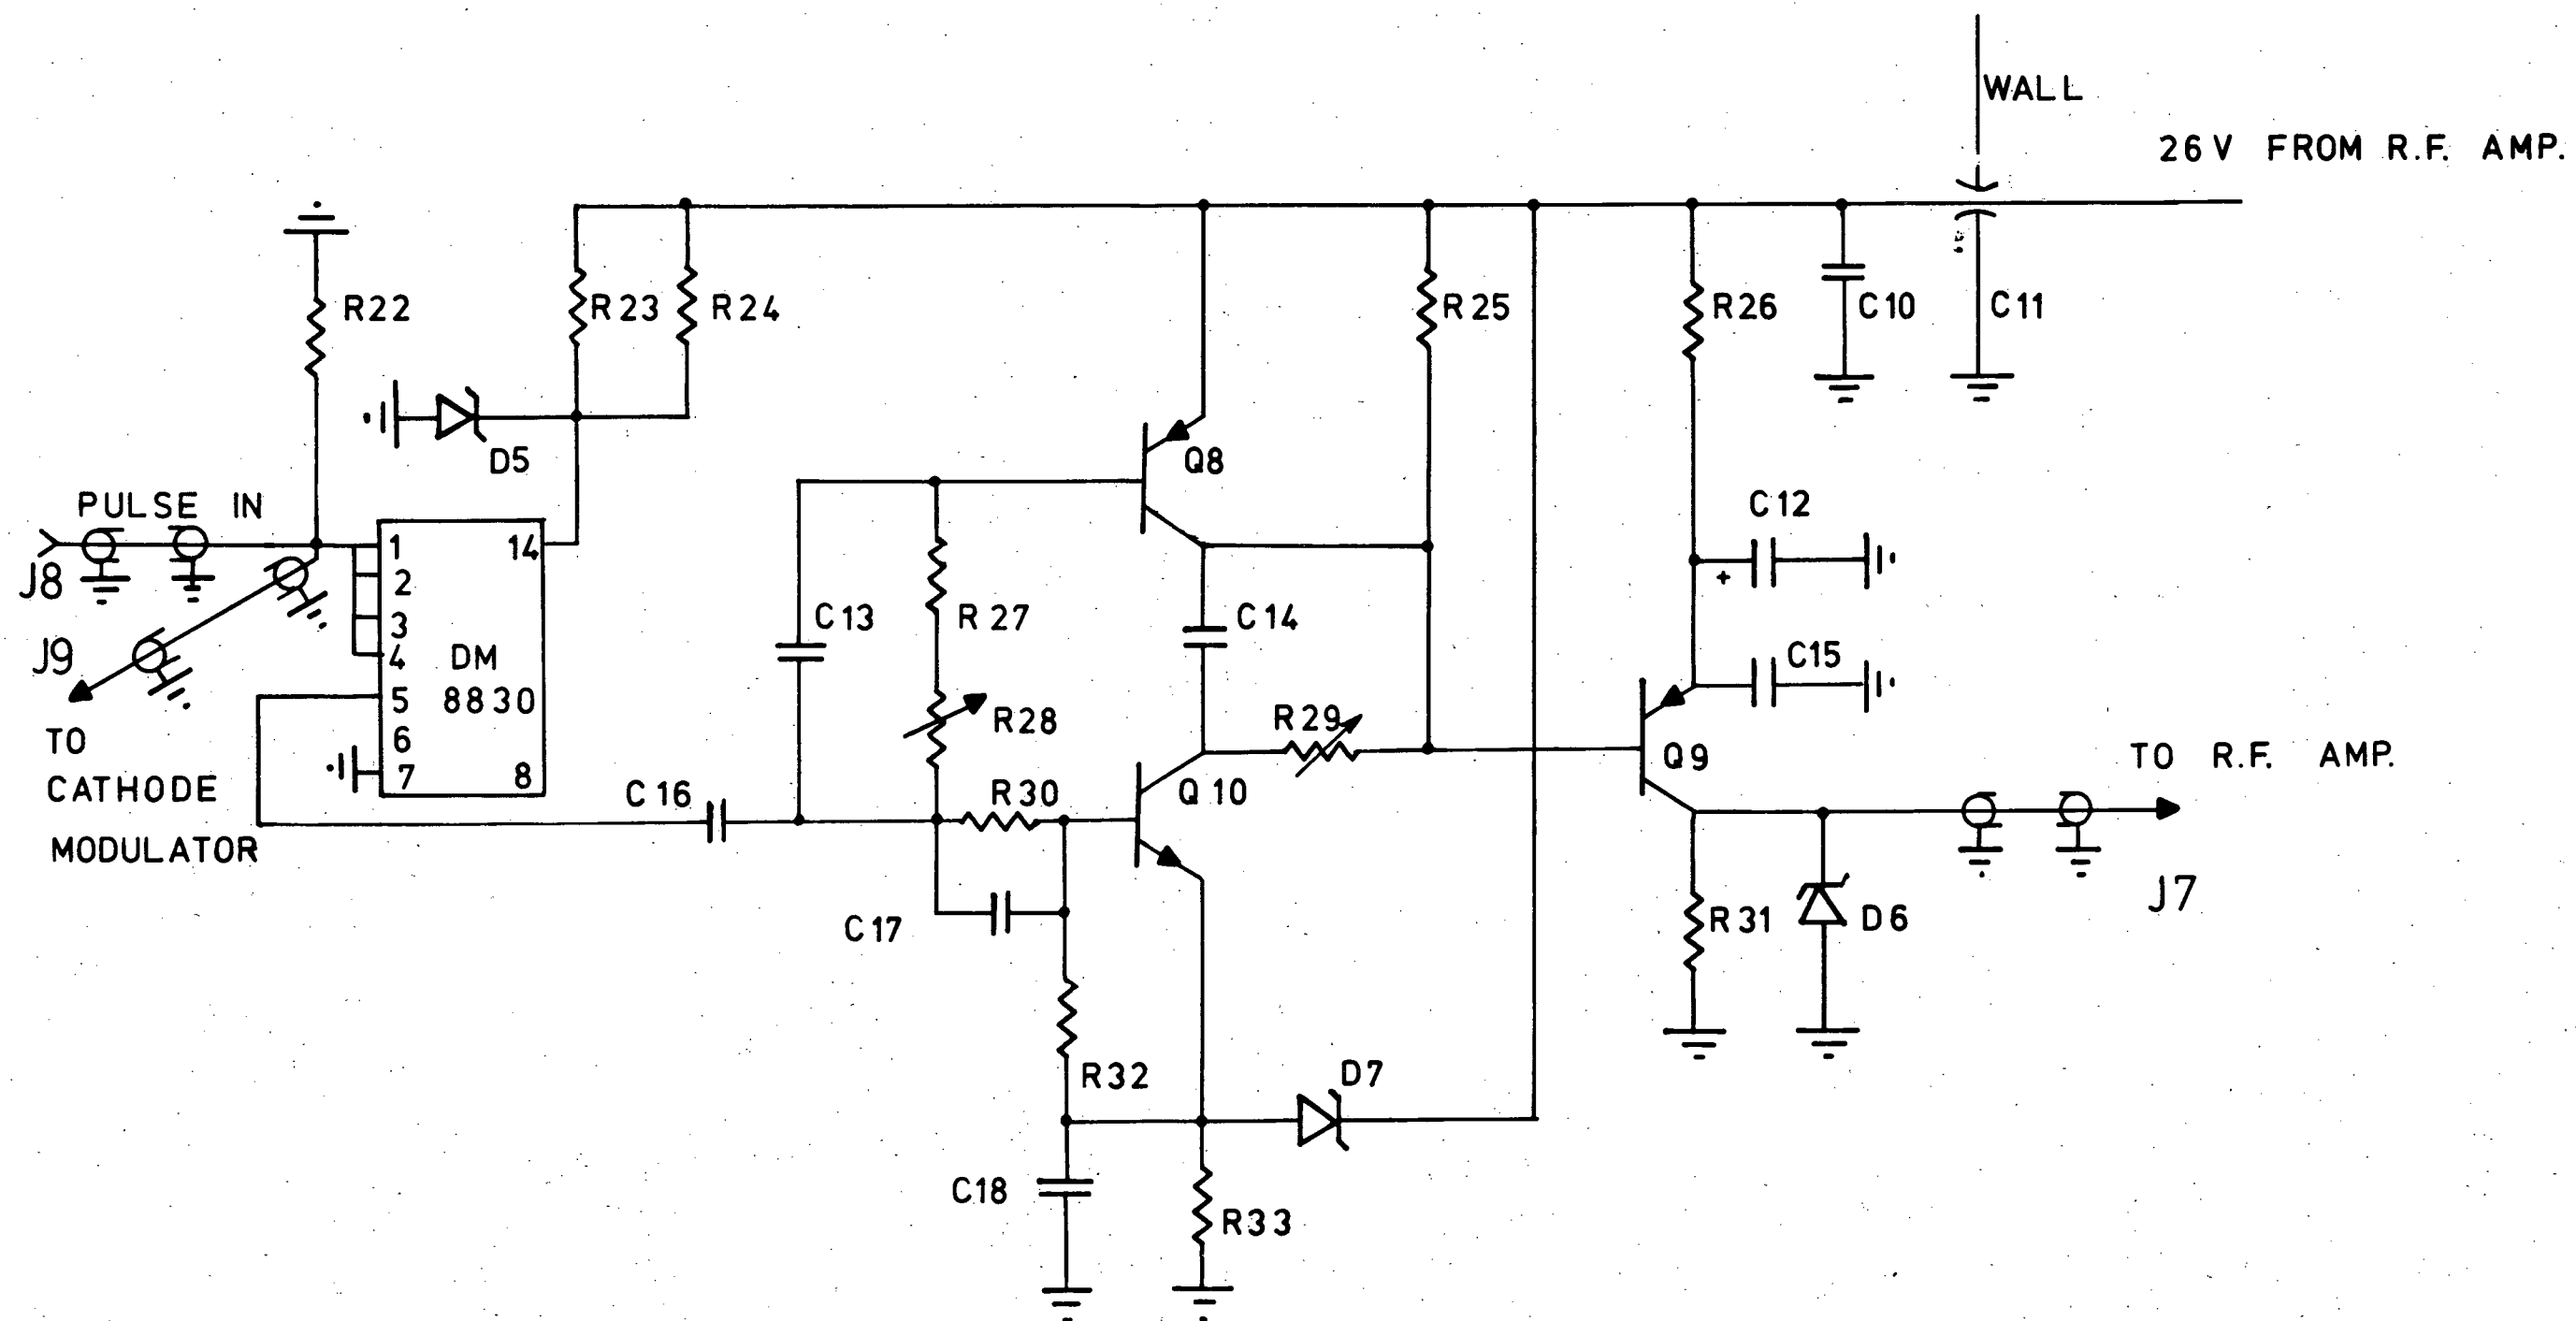 WALL
26V FROM R.F. AMP.
R22
R23
R24
R25
R26
C10
C11
D5
Q8
PULSE IN
C12
J8
1
14
2
3
4
DM
8830
5
6
7
8
J9
TO
CATHODE
MODULATOR
C13
R27
C14
C15
R28
R29
C16
R30
Q10
Q9
TO R.F. AMP.
J7
C17
R31
D6
R32
D7
C18
R33
+